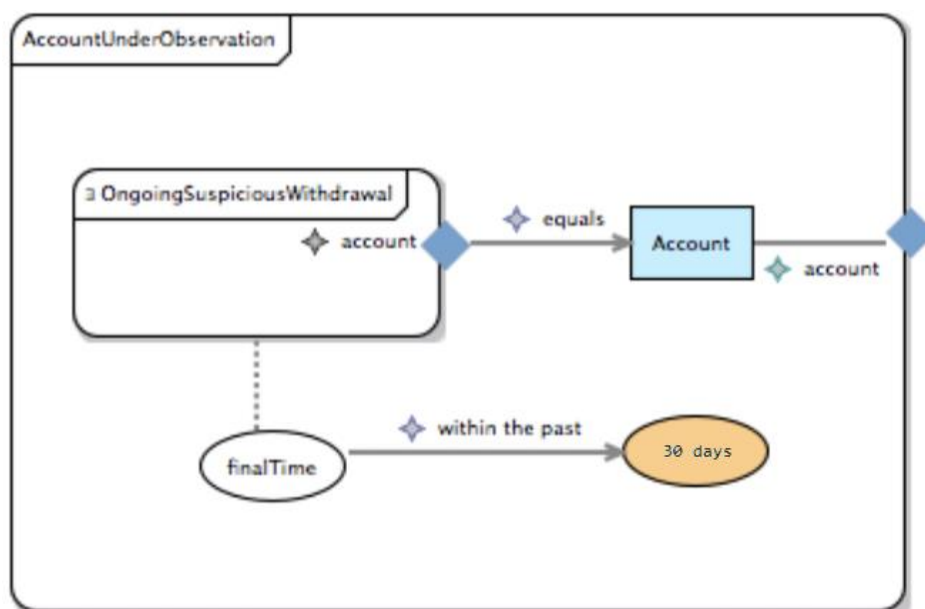 AccountUnderObservation
∃ OngoingSuspiciousWithdrawal
account
equals
Account
account
within the past
finalTime
30 days